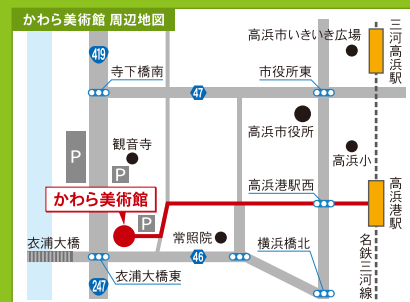 かわら美術館 周辺地図
高浜市いきいき広場
三河高浜駅
419
寺下橋南
市役所東
47
高浜市役所
観音寺
P
P
高浜小
かわら美術館
高浜港駅西
高浜港駅
P
衣浦大橋
常照院
46
横浜橋北
名鉄三河線
衣浦大橋東
247